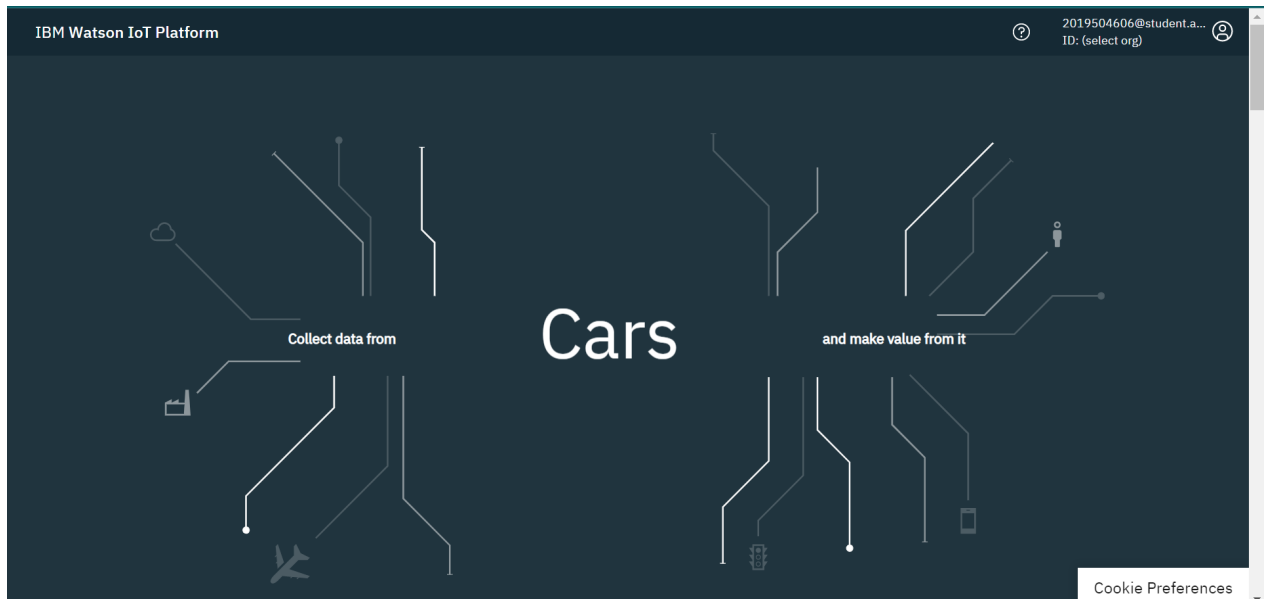 IBM Watson IoT Platform
2019504606@student.a...
ID: (select org)
Collect data from
Cars
and make value from it
Cookie Preferences